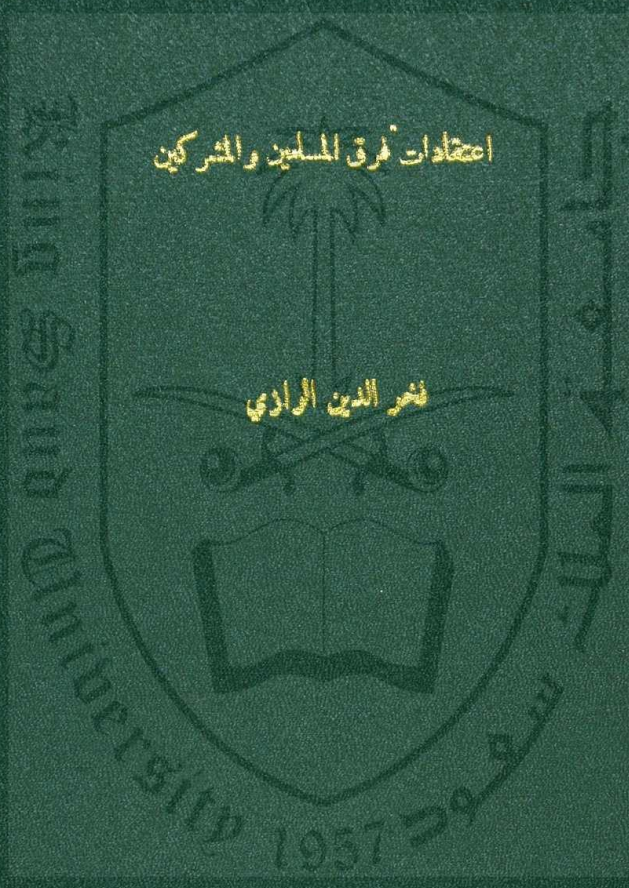 اعتقادات فرق المسلمين والمشركين
فخر الدين الرازي
جامعة الملك سعود
King Saud University 1957